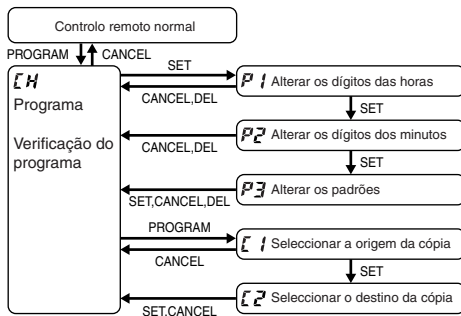 Controlo remoto normal
PROGRAM CANCEL
SET
CH
Programa
Verificação do
programa
P1 Alterar os dígitos das horas
CANCEL,DEL
SET
P2 Alterar os dígitos dos minutos
CANCEL,DEL
SET
P3 Alterar os padrões
SET,CANCEL,DEL
PROGRAM
C1 Seleccionar a origem da cópia
CANCEL
SET
C2 Seleccionar o destino da cópia
SET,CANCEL